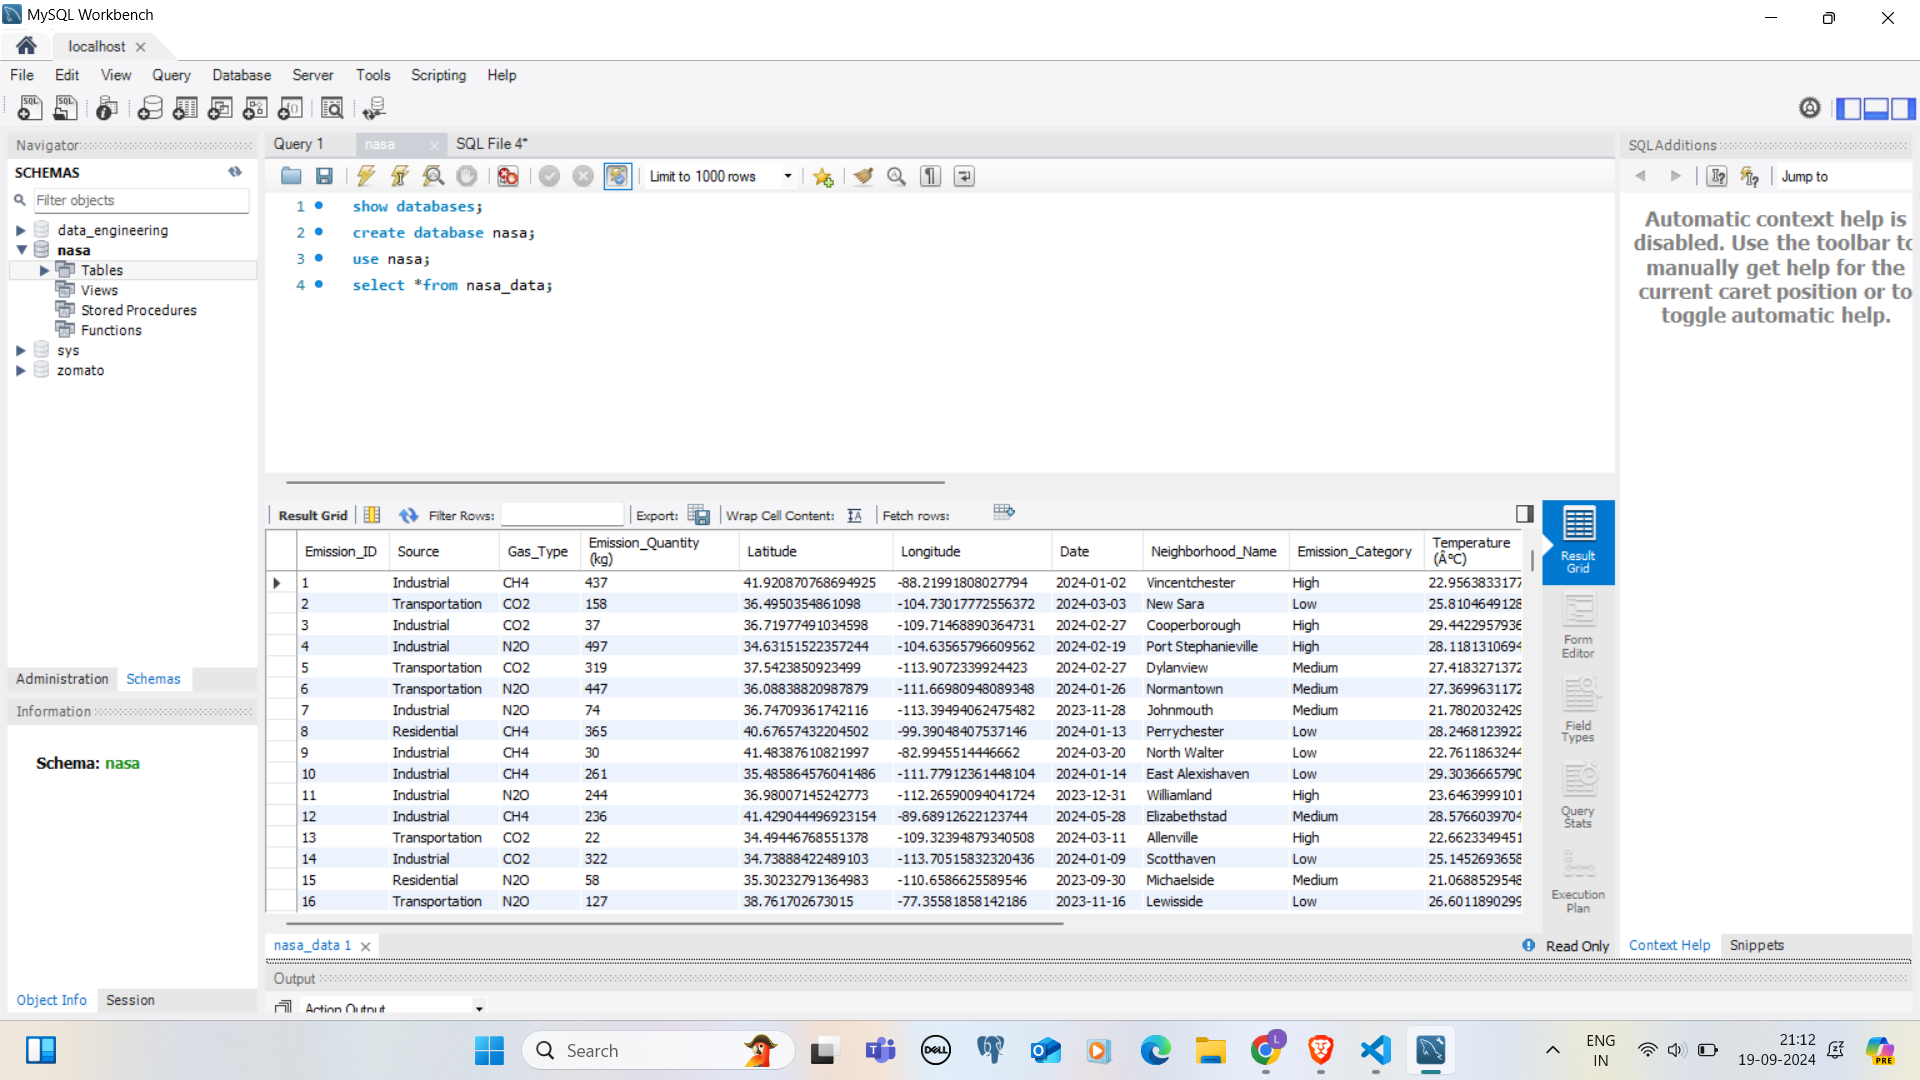 MySQL Workbench
localhost
File Edit View Query Database Server Tools Scripting Help
Navigator
SCHEMAS
Filter objects
data_engineering
nasa
Tables
Views
Stored Procedures
Functions
sys
zomato
Administration Schemas
Information
Schema: nasa
Object Info Session
Query 1 nasa SQL File 4*
Limit to 1000 rows
1 show databases;
2 create database nasa;
3 use nasa;
4 select *from nasa_data;
Result Grid Filter Rows: Export: Wrap Cell Content: Fetch rows:
Emission_ID Source Gas_Type Emission_Quantity (kg) Latitude Longitude Date Neighborhood_Name Emission_Category Temperature (Â°C)
1 Industrial CH4 437 41.920870768694925 -88.21991808027794 2024-01-02 Vincentchester High 22.9563833177
2 Transportation CO2 158 36.4950354861098 -104.73017772556372 2024-03-03 New Sara Low 25.8104649128
3 Industrial CO2 37 36.71977491034598 -109.71468890364731 2024-02-27 Cooperborough High 29.4422957936
4 Industrial N2O 497 34.63151522357244 -104.63565796609562 2024-02-19 Port Stephanieville High 28.1181310694
5 Transportation CO2 319 37.5423850923499 -113.9072339924423 2024-02-27 Dylanview Medium 27.4183271372
6 Transportation N2O 447 36.08838820987879 -111.66980948089348 2024-01-26 Normantown Medium 27.3699631172
7 Industrial N2O 74 36.74709361742116 -113.39494062475482 2023-11-28 Johnmouth Medium 21.7802032429
8 Residential CH4 365 40.67657432204502 -99.39048407537146 2024-01-13 Perrychester Low 28.2468123922
9 Industrial CH4 30 41.48387610821997 -82.9945514446662 2024-03-20 North Walter Low 22.7611863244
10 Industrial CH4 261 35.485864576041486 -111.77912361448104 2024-01-14 East Alexishaven Low 29.3036665790
11 Industrial N2O 244 36.98007145242773 -112.26590094041724 2023-12-31 Williamland High 23.6463999101
12 Industrial CH4 236 41.429044496923154 -89.68912622123744 2024-05-28 Elizabethstad Medium 28.5766039704
13 Transportation CO2 22 34.49446768551378 -109.32394879340508 2024-03-11 Allenville High 22.6623349451
14 Industrial CO2 322 34.73888422489103 -113.70515832320436 2024-01-09 Scotthaven Low 25.1452693658
15 Residential N2O 58 35.30232791364983 -110.6586625589546 2023-09-30 Michaelside Medium 21.0688529548
16 Transportation N2O 127 38.761702673015 -77.35581858142186 2023-11-16 Lewisside Low 26.6011890299
Result Grid
Form Editor
Field Types
Query Stats
Execution Plan
nasa_data 1
Read Only
Output
Action Output
SQLAdditions
Jump to
Automatic context help is
disabled. Use the toolbar to
manually get help for the
current caret position or to
toggle automatic help.
Context Help Snippets
Search
DELL
L
ENG
IN
21:12
19-09-2024
PRE